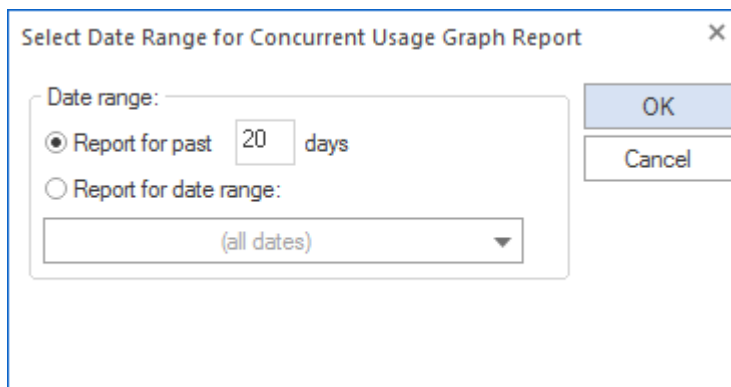 Select Date Range for Concurrent Usage Graph Report
Date range:
Report for past 20 days
Report for date range:
(all dates)
OK
Cancel